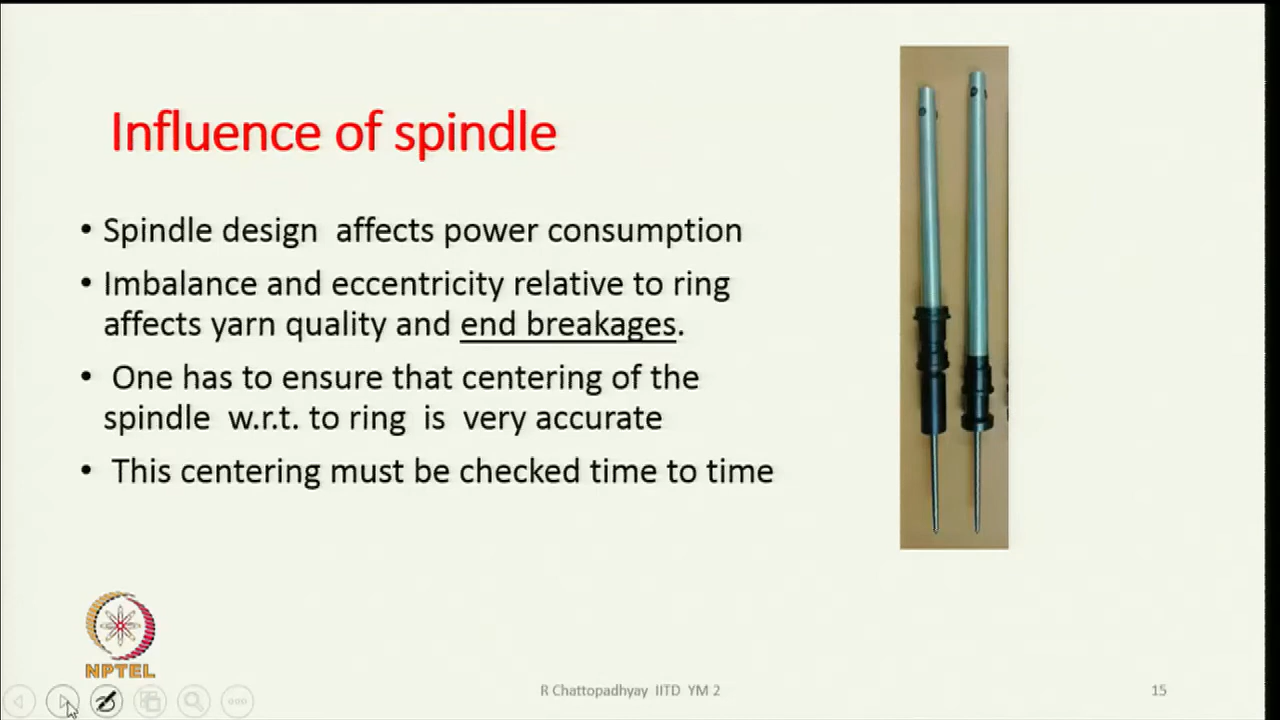 Influence of spindle
• Spindle design affects power consumption
• Imbalance and eccentricity relative to ring
affects yarn quality and end breakages.
• One has to ensure that centering of the
spindle w.r.t. to ring is very accurate
• This centering must be checked time to time
NPTEL
R Chattopadhyay IITD YM 2
15